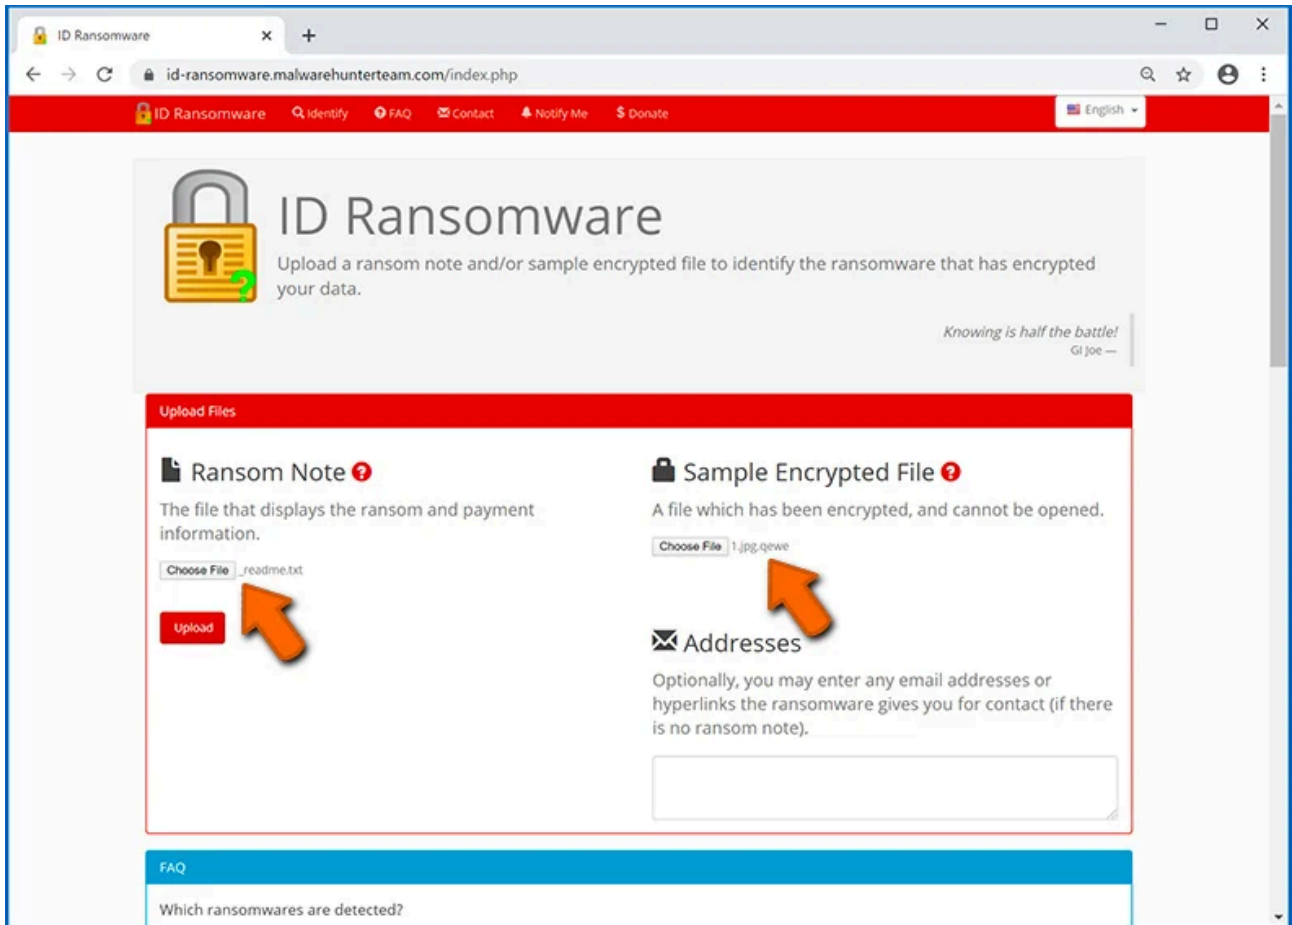 ID Ransomware
id-ransomware.malwarehunterteam.com/index.php
ID Ransomware Identify FAQ Contact Notify Me $ Donate English
ID Ransomware
Upload a ransom note and/or sample encrypted file to identify the ransomware that has encrypted
your data.
Knowing is half the battle!
GI Joe —
Upload Files
Ransom Note ?
The file that displays the ransom and payment
information.
Choose File _readme.txt
Upload
Sample Encrypted File ?
A file which has been encrypted, and cannot be opened.
Choose File 1.jpg.qewe
Addresses
Optionally, you may enter any email addresses or
hyperlinks the ransomware gives you for contact (if there
is no ransom note).
FAQ
Which ransomwares are detected?